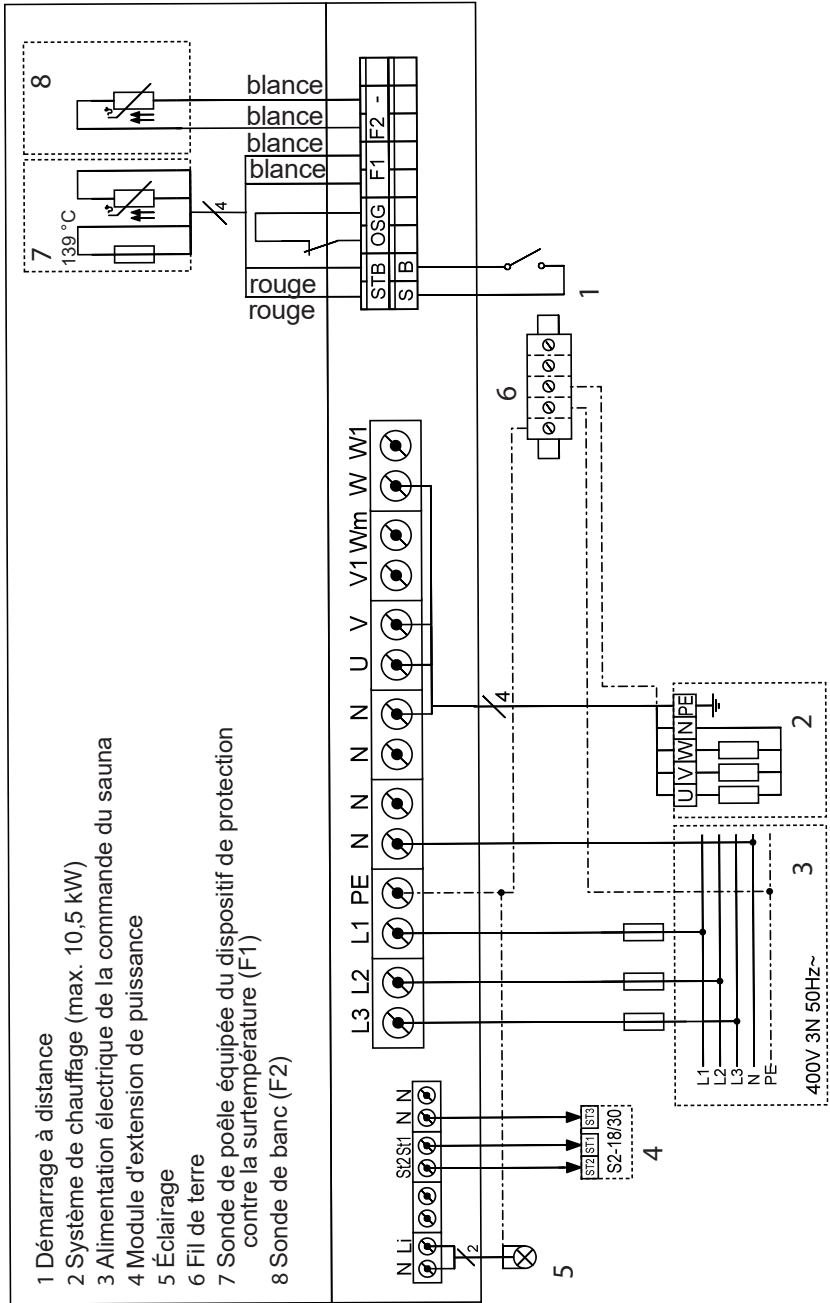 1 Démarrage à distance
2 Système de chauffage (max. 10,5 kW)
3 Alimentation électrique de la commande du sauna
4 Module d'extension de puissance
5 Éclairage
6 Fil de terre
7 Sonde de poêle équipée du dispositif de protection
contre la surtempérature (F1)
8 Sonde de banc (F2)
N Li St2 St1 N N
L3 L2 L1 PE N N N N U V V1 Wm W W1
STB OSG F1 F2 -
S B
rouge
rouge
blance
blance
blance
blance
7
139 °C
4
8
1
6
2
5
ST2 ST1 ST3
S2-18/30
4
4
L1
L2
L3
N
PE
400V 3N 50Hz~
3
U V W N PE
2